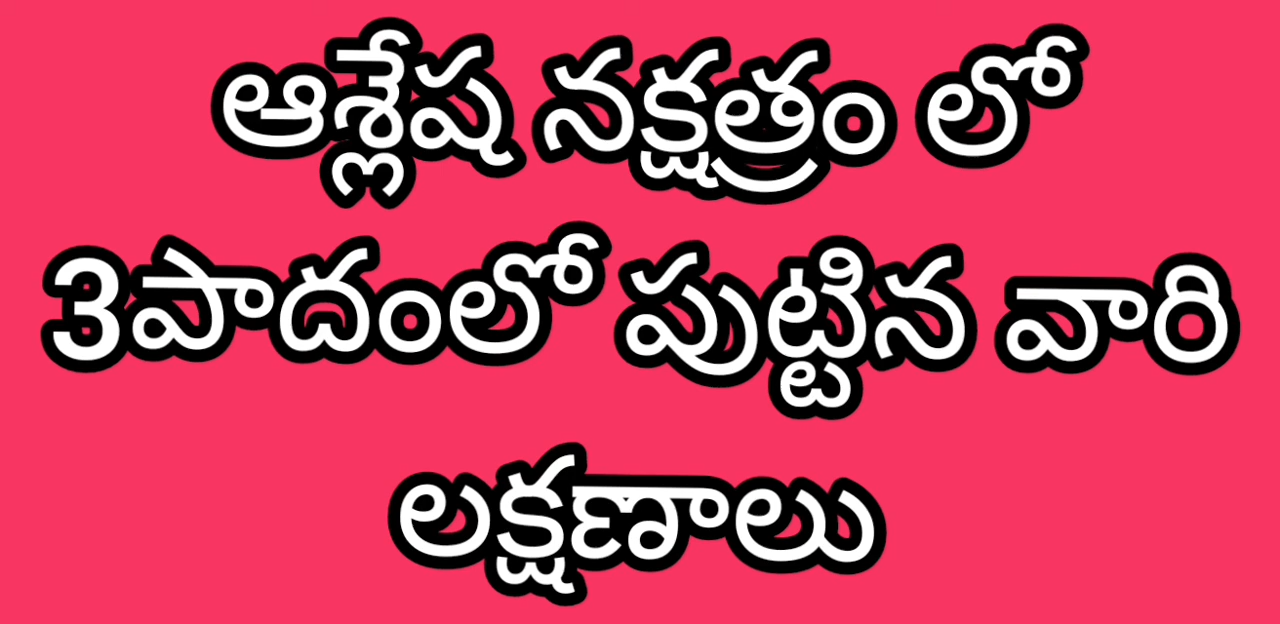 ఆశ్లేష నక్షత్రం లో
3పాదంలో పుట్టిన వారి
లక్షణాలు